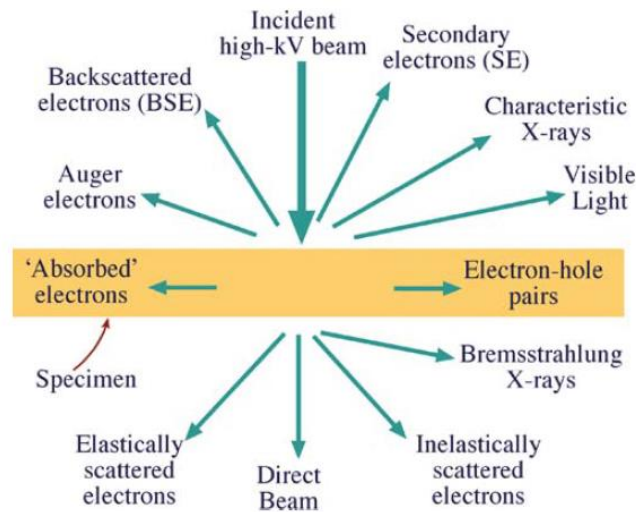 Incident
high-kV beam
Secondary
electrons (SE)
Backscattered
electrons (BSE)
Characteristic
X-rays
Auger
electrons
Visible
Light
‘Absorbed’
electrons
Electron-hole
pairs
Specimen
Bremsstrahlung
X-rays
Elastically
scattered
electrons
Direct
Beam
Inelastically
scattered
electrons